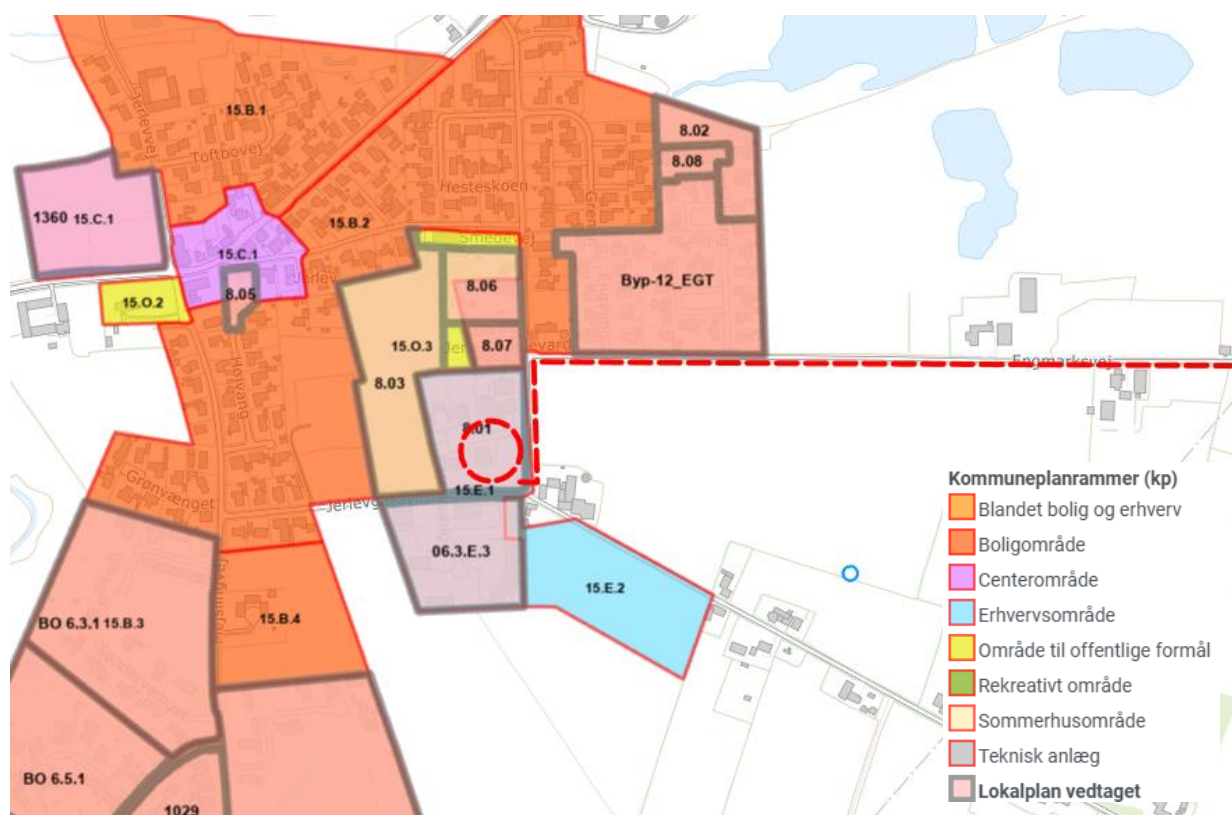 Jerlevvej
15.B.1
Toftbovej
8.02
8.08
Hesteskoen
1360 15.C.1
15.B.2
Smedevej
15.C.1
8.05
15.O.2
Byp-12_EGT
8.06
15.O.3
8.07
8.03
Engmarksvej
Højvang
8.01
15.E.1
Grønvænget
06.3.E.3
15.E.2
BO 6.3.1 15.B.3
15.B.4
BO 6.5.1
1029
Kommuneplanrammer (kp)
Blandet bolig og erhverv
Boligområde
Centerområde
Erhvervsområde
Område til offentlige formål
Rekreativt område
Sommerhusområde
Teknisk anlæg
Lokalplan vedtaget